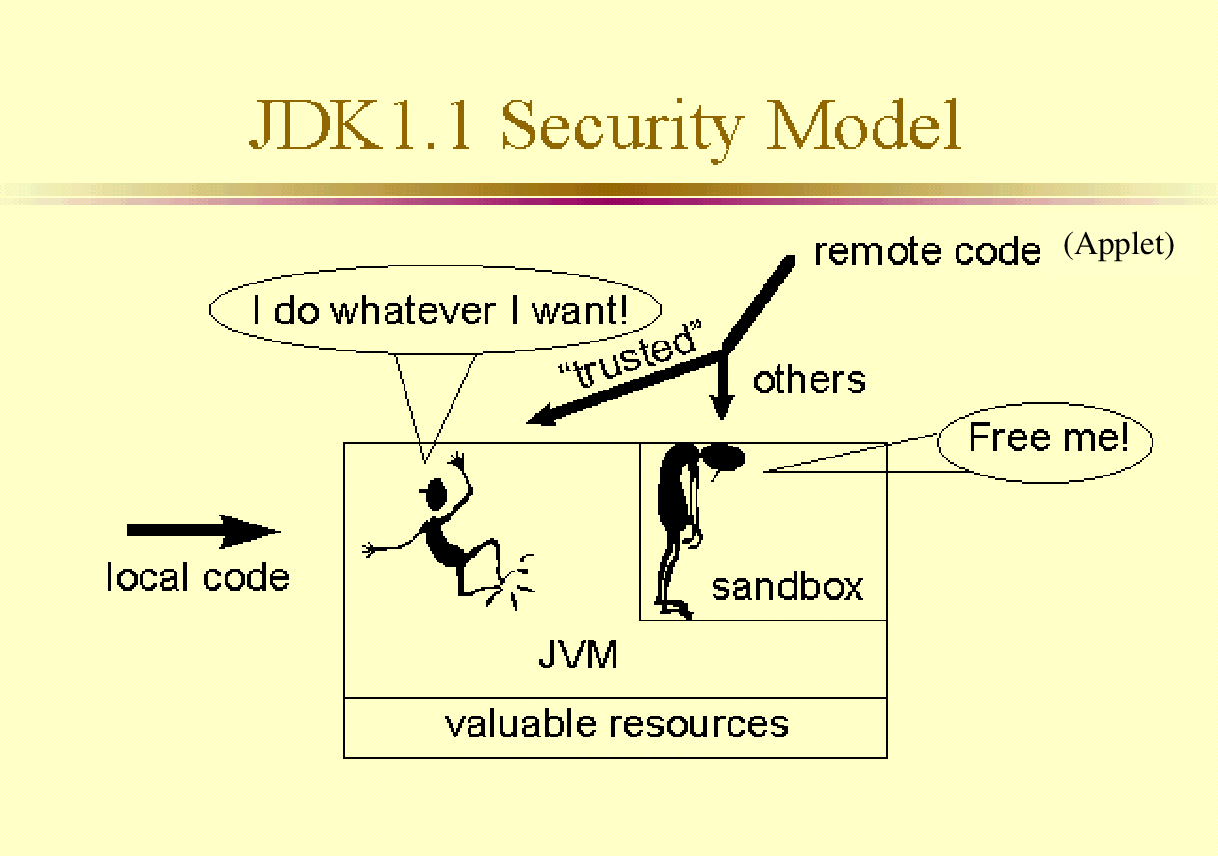 JDK1.1 Security Model
remote code (Applet)
I do whatever I want!
“trusted”
others
Free me!
local code
sandbox
JVM
valuable resources